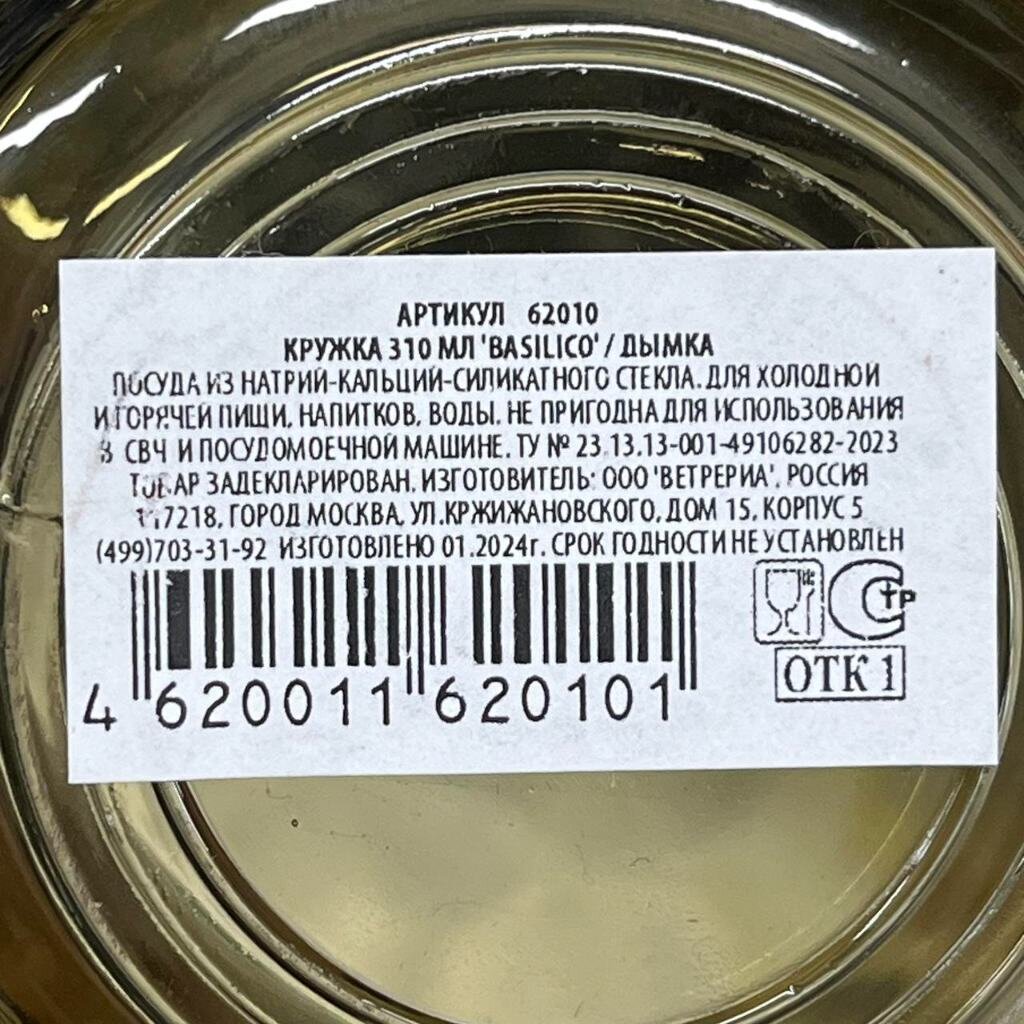 АРТИКУЛ 62010
КРУЖКА 310 МЛ 'BASILICO' / ДЫМКА
ПОСУДА ИЗ НАТРИЙ-КАЛЬЦИЙ-СИЛИКАТНОГО СТЕКЛА. ДЛЯ ХОЛОДНОЙ
И ГОРЯЧЕЙ ПИЩИ, НАПИТКОВ, ВОДЫ. НЕ ПРИГОДНА ДЛЯ ИСПОЛЬЗОВАНИЯ
В СВЧ И ПОСУДОМОЕЧНОЙ МАШИНЕ. ТУ № 23.13.13-001-49106282-2023
ТОВАР ЗАДЕКЛАРИРОВАН. ИЗГОТОВИТЕЛЬ: ООО 'ВЕТРЕРИА', РОССИЯ
117218, ГОРОД МОСКВА, УЛ.КРЖИЖАНОВСКОГО, ДОМ 15, КОРПУС 5
(499)703-31-92 ИЗГОТОВЛЕНО 01.2024г. СРОК ГОДНОСТИ НЕ УСТАНОВЛЕН
СТР
ОТК 1
4 620011 620101